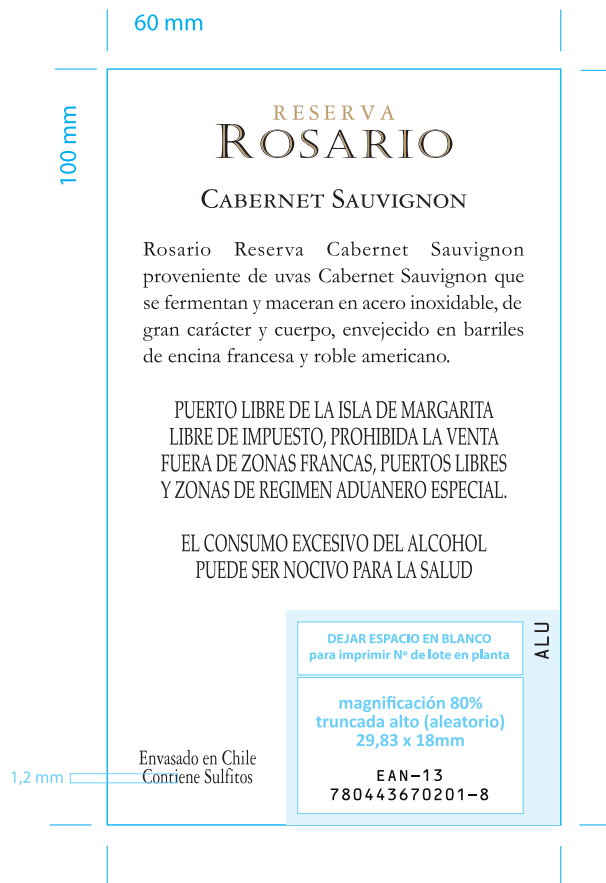 60 mm
100 mm
RESERVA
ROSARIO
CABERNET SAUVIGNON
Rosario Reserva Cabernet Sauvignon
proveniente de uvas Cabernet Sauvignon que
se fermentan y maceran en acero inoxidable, de
gran carácter y cuerpo, envejecido en barriles
de encina francesa y roble americano.
PUERTO LIBRE DE LA ISLA DE MARGARITA
LIBRE DE IMPUESTO, PROHIBIDA LA VENTA
FUERA DE ZONAS FRANCAS, PUERTOS LIBRES
Y ZONAS DE REGIMEN ADUANERO ESPECIAL.
EL CONSUMO EXCESIVO DEL ALCOHOL
PUEDE SER NOCIVO PARA LA SALUD
DEJAR ESPACIO EN BLANCO
para imprimir Nº de lote en planta
ALU
magnificación 80%
truncada alto (aleatorio)
29,83 x 18mm
EAN-13
780443670201-8
Envasado en Chile
Contiene Sulfitos
1,2 mm